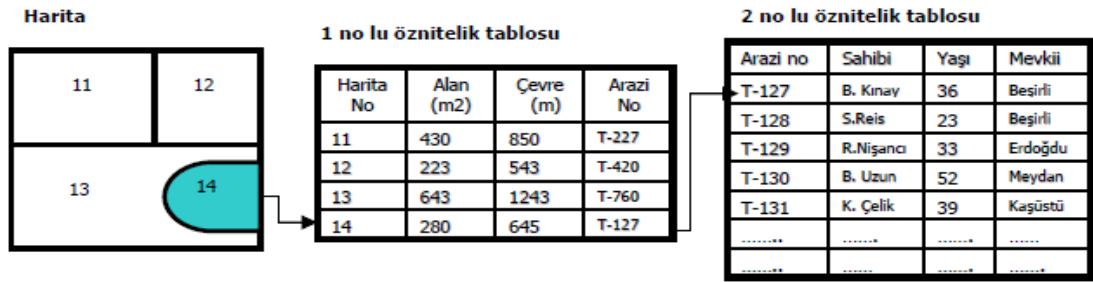 Harita
11
12
13
14
1 no lu öznitelik tablosu
Harita No Alan (m2) Çevre (m) Arazi No
11 430 850 T-227
12 223 543 T-420
13 643 1243 T-760
14 280 645 T-127
2 no lu öznitelik tablosu
Arazi no Sahibi Yaşı Mevkii
T-127 B. Kınay 36 Beşirli
T-128 S.Reis 23 Beşirli
T-129 R.Nişancı 33 Erdoğdu
T-130 B. Uzun 52 Meydan
T-131 K. Çelik 39 Kaşüstü
........ ....... ........ ......
........ ...... ........ .......